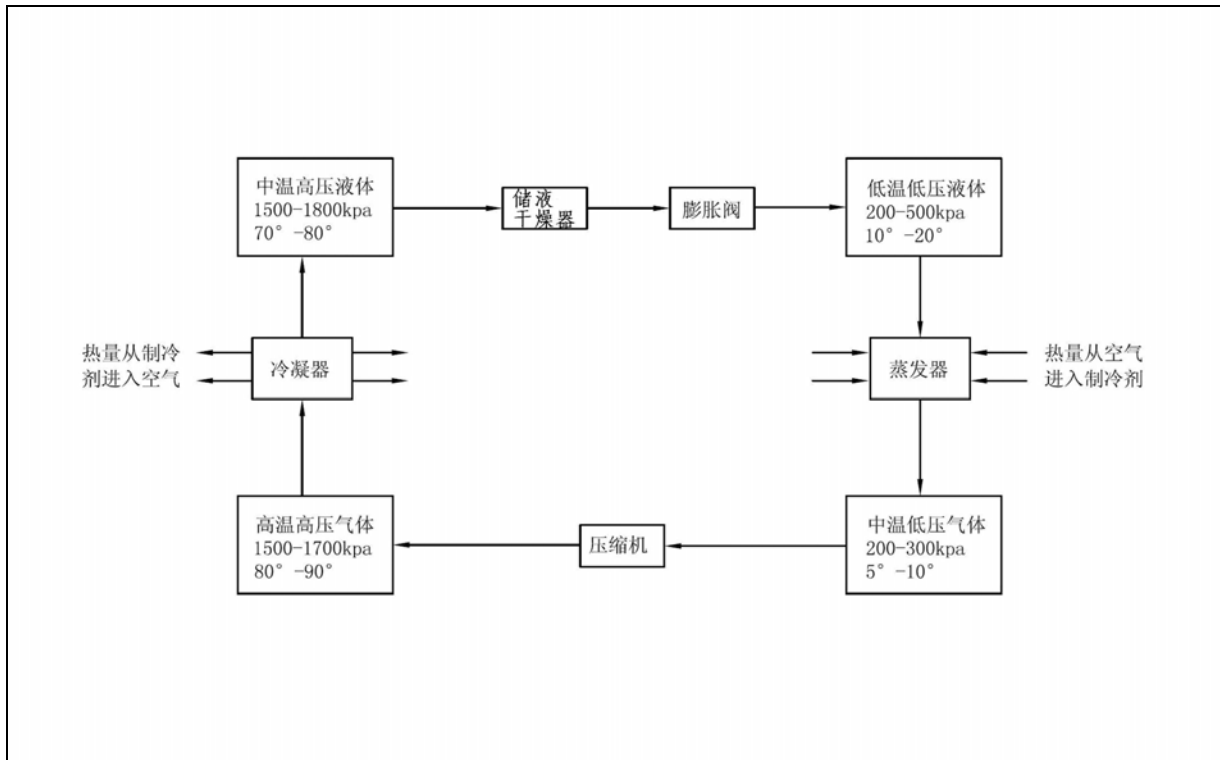 中温高压液体
1500-1800kpa
70° -80°
储液
干燥器
膨胀阀
低温低压液体
200-500kpa
10° -20°
热量从制冷
剂进入空气
冷凝器
蒸发器
热量从空气
进入制冷剂
高温高压气体
1500-1700kpa
80° -90°
压缩机
中温低压气体
200-300kpa
5° -10°